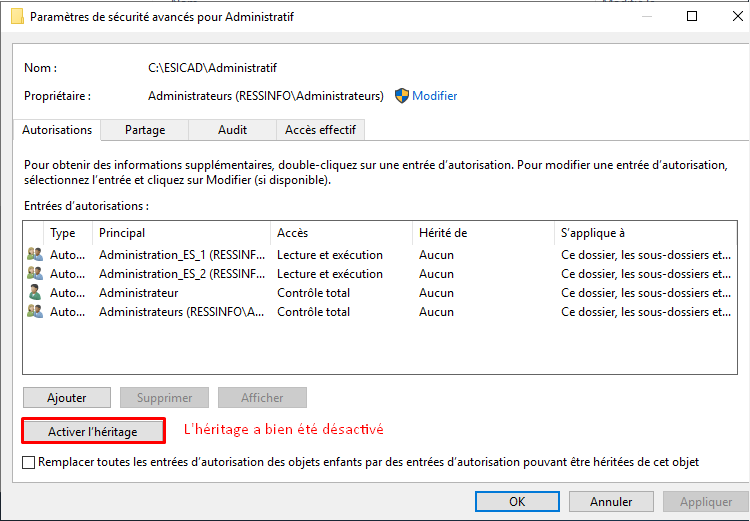 Paramètres de sécurité avancés pour Administratif
Nom :
C:\ESICAD\Administratif
Propriétaire :
Administrateurs (RESSINFO\Administrateurs)
Modifier
Autorisations
Partage
Audit
Accès effectif
Pour obtenir des informations supplémentaires, double-cliquez sur une entrée d'autorisation. Pour modifier une entrée d'autorisation,
sélectionnez l'entrée et cliquez sur Modifier (si disponible).
Entrées d'autorisations :
Type Principal Accès Hérité de S'applique à
Auto... Administration_ES_1 (RESSINF... Lecture et exécution Aucun Ce dossier, les sous-dossiers et...
Auto... Administration_ES_2 (RESSINF... Lecture et exécution Aucun Ce dossier, les sous-dossiers et...
Auto... Administrateur Contrôle total Aucun Ce dossier, les sous-dossiers et...
Auto... Administrateurs (RESSINFO\A... Contrôle total Aucun Ce dossier, les sous-dossiers et...
Ajouter
Supprimer
Afficher
Activer l'héritage
L'héritage a bien été désactivé
Remplacer toutes les entrées d'autorisation des objets enfants par des entrées d'autorisation pouvant être héritées de cet objet
OK
Annuler
Appliquer